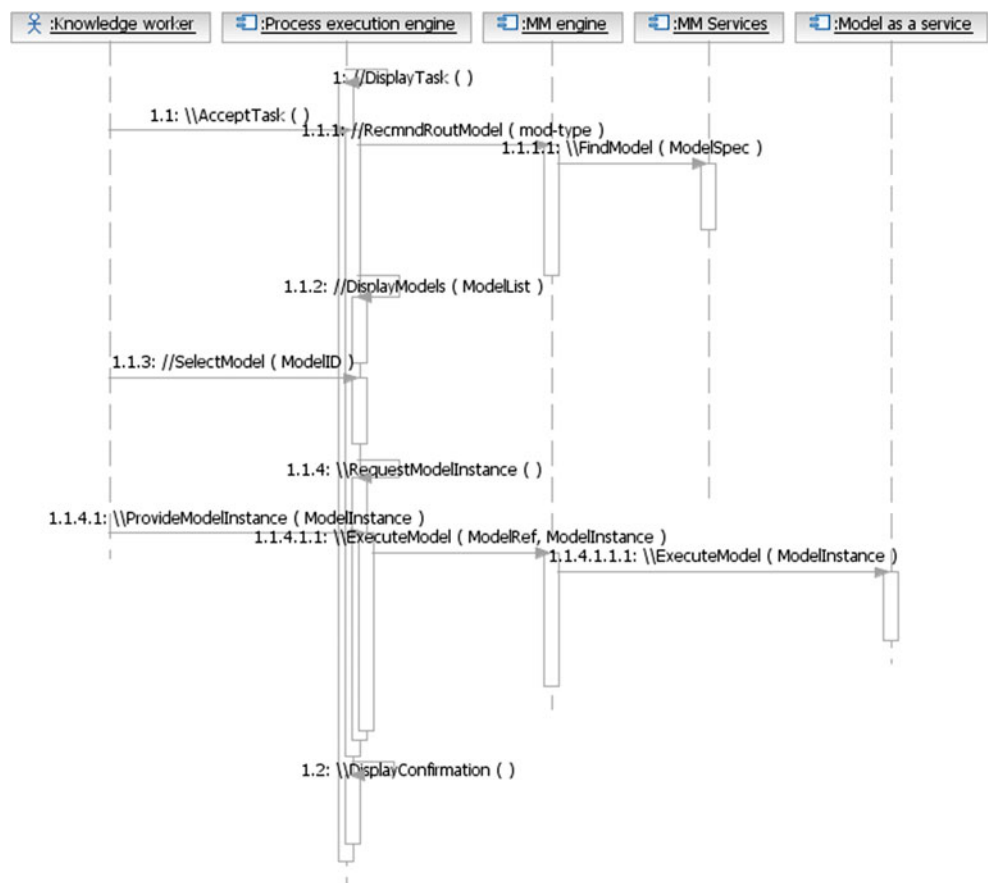 :Knowledge worker :Process execution engine :MM engine :MM Services :Model as a service
1: //DisplayTask ( )
1.1: \\AcceptTask ( )
1.1.1: //RecmndRoutModel ( mod-type )
1.1.1.1: \\FindModel ( ModelSpec )
1.1.2: //DisplayModels ( ModelList )
1.1.3: //SelectModel ( ModelID )
1.1.4: \\RequestModelInstance ( )
1.1.4.1: \\ProvideModelInstance ( ModelInstance )
1.1.4.1.1: \\ExecuteModel ( ModelRef, ModelInstance )
1.1.4.1.1.1: \\ExecuteModel ( ModelInstance )
1.2: \\DisplayConfirmation ( )